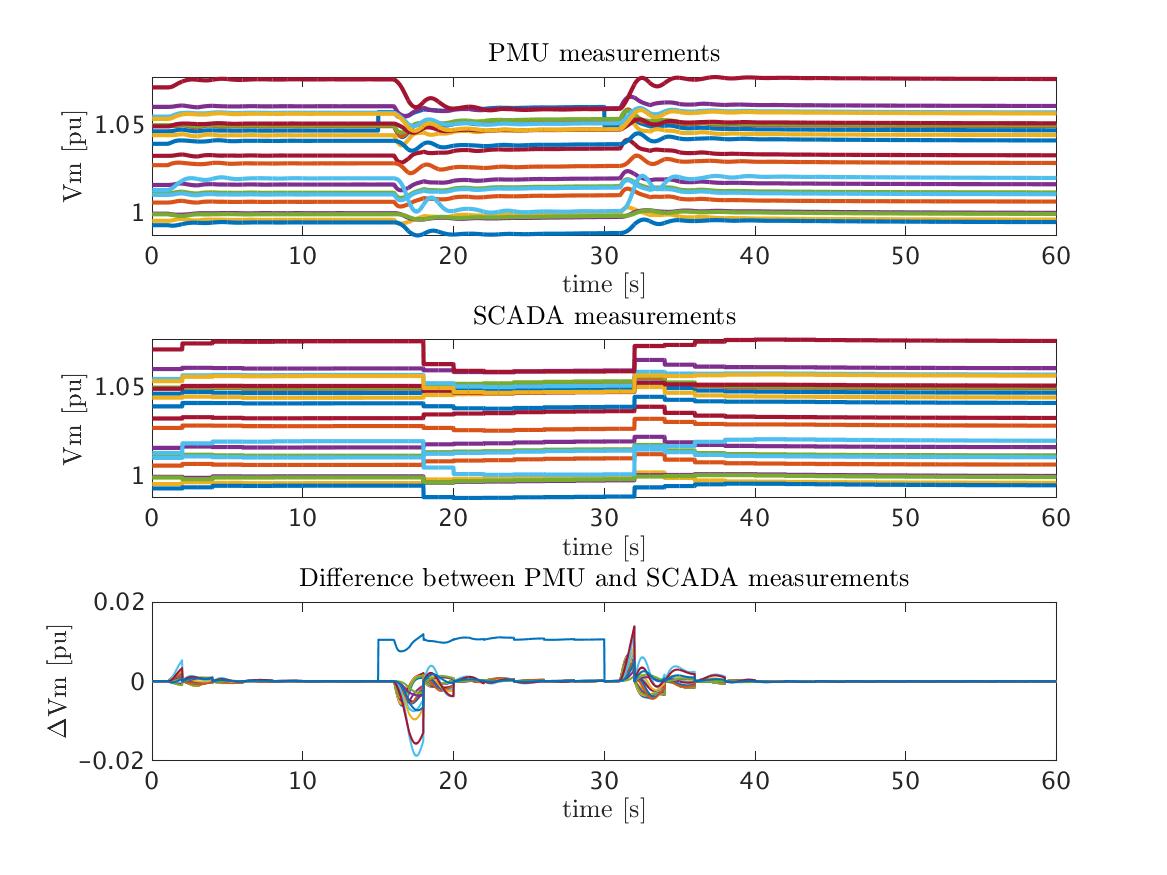 PMU measurements
1.05
1
Vm [pu]
0 10 20 30 40 50 60
time [s]
SCADA measurements
1.05
1
Vm [pu]
0 10 20 30 40 50 60
time [s]
Difference between PMU and SCADA measurements
0.02
0
-0.02
ΔVm [pu]
0 10 20 30 40 50 60
time [s]